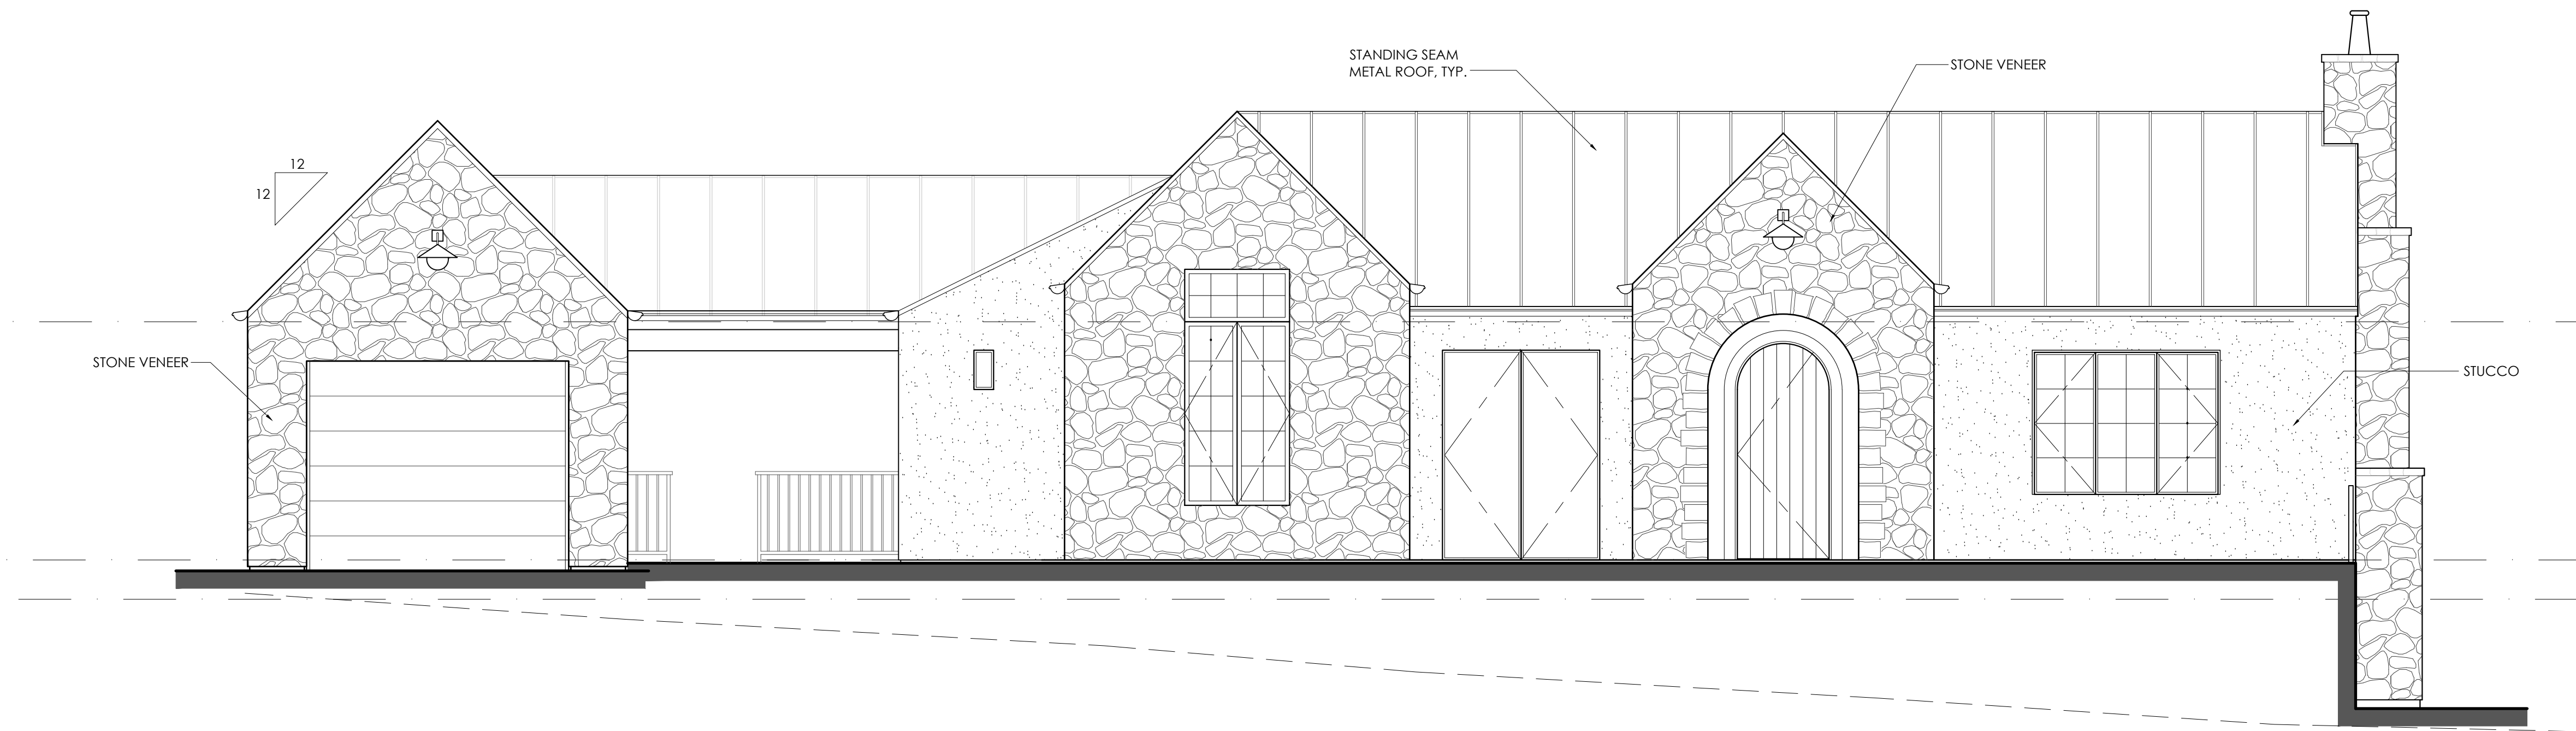 STANDING SEAM
METAL ROOF, TYP.
STONE VENEER
12
12
STONE VENEER
STUCCO